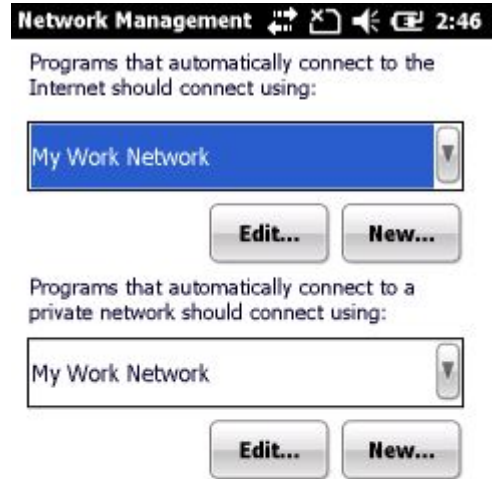 Network Management 2:46
Programs that automatically connect to the
Internet should connect using:
My Work Network
Edit... New...
Programs that automatically connect to a
private network should connect using:
My Work Network
Edit... New...